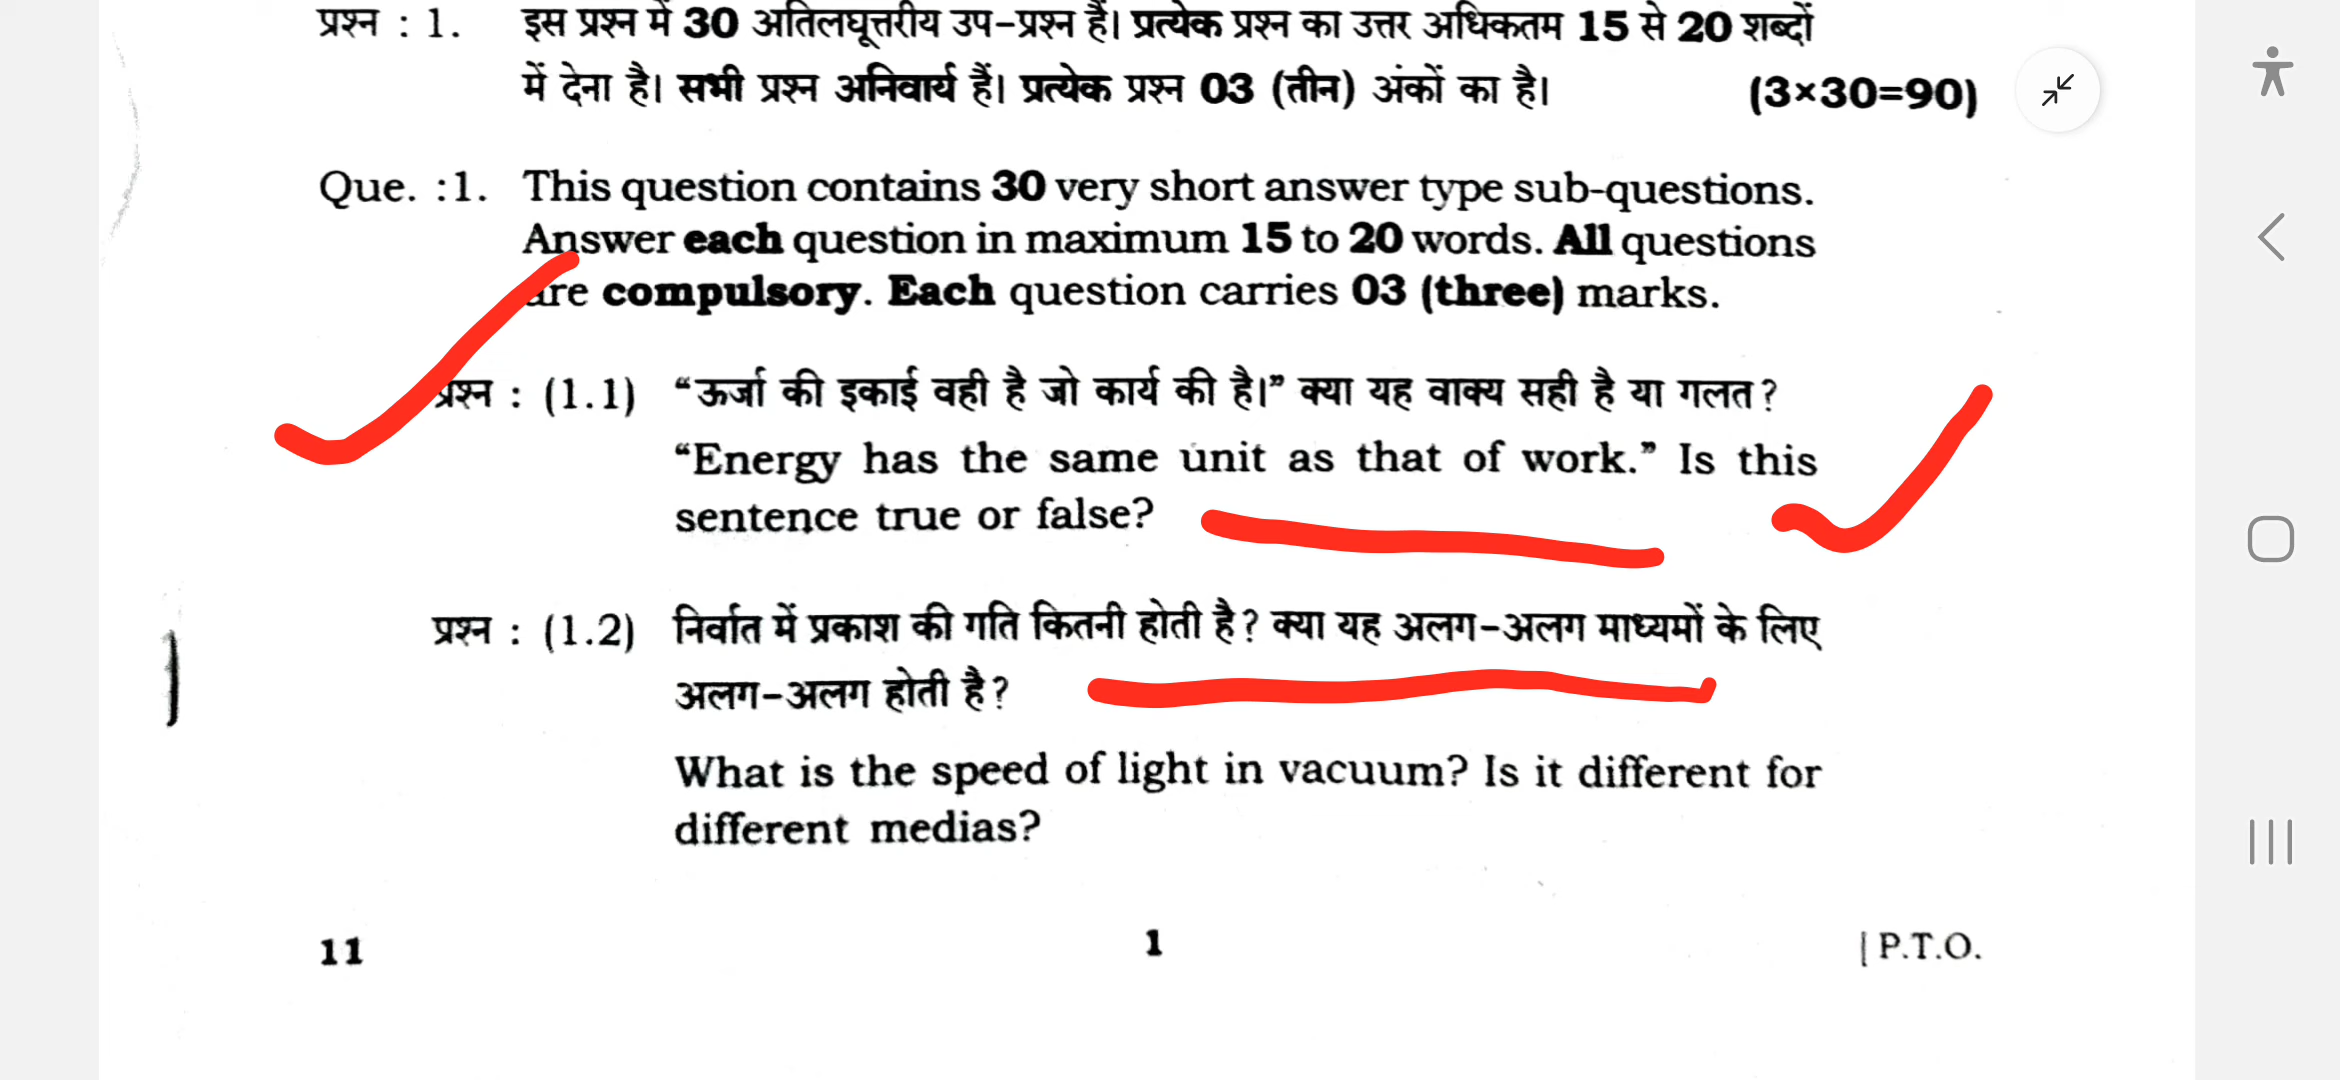 प्रश्न : 1. इस प्रश्न में 30 अतिलघूत्तरीय उप-प्रश्न हैं। प्रत्येक प्रश्न का उत्तर अधिकतम 15 से 20 शब्दों
में देना है। सभी प्रश्न अनिवार्य हैं। प्रत्येक प्रश्न 03 (तीन) अंकों का है। (3×30=90)
Que. :1. This question contains 30 very short answer type sub-questions.
Answer each question in maximum 15 to 20 words. All questions
are compulsory. Each question carries 03 (three) marks.
प्रश्न : (1.1) “ऊर्जा की इकाई वही है जो कार्य की है।” क्या यह वाक्य सही है या गलत?
“Energy has the same unit as that of work.” Is this
sentence true or false?
प्रश्न : (1.2) निर्वात में प्रकाश की गति कितनी होती है? क्या यह अलग-अलग माध्यमों के लिए
अलग-अलग होती है?
What is the speed of light in vacuum? Is it different for
different medias?
11 1 | P.T.O.